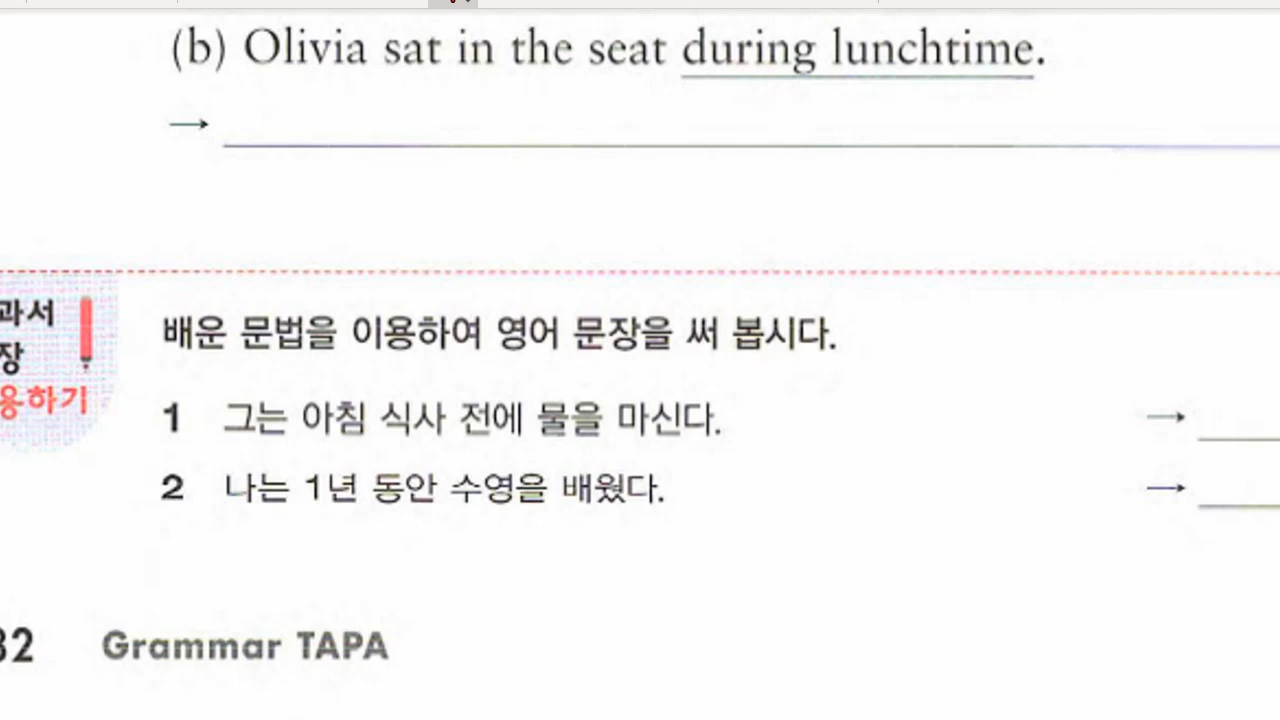 (b) Olivia sat in the seat during lunchtime.
→
과서
장
용하기
배운 문법을 이용하여 영어 문장을 써 봅시다.
1 그는 아침 식사 전에 물을 마신다. →
2 나는 1년 동안 수영을 배웠다. →
32 Grammar TAPA